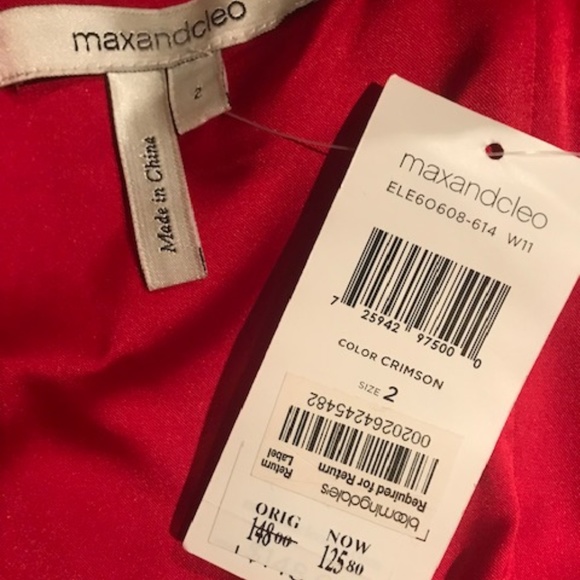 maxandcleo
2
Made in China
maxandcleo
ELE60608-614 W11
7 25942 97500 0
COLOR CRIMSON
SIZE 2
bloomingdales
Required for Return
Return
Label
0020264245482
ORIG NOW
148.00 125.80